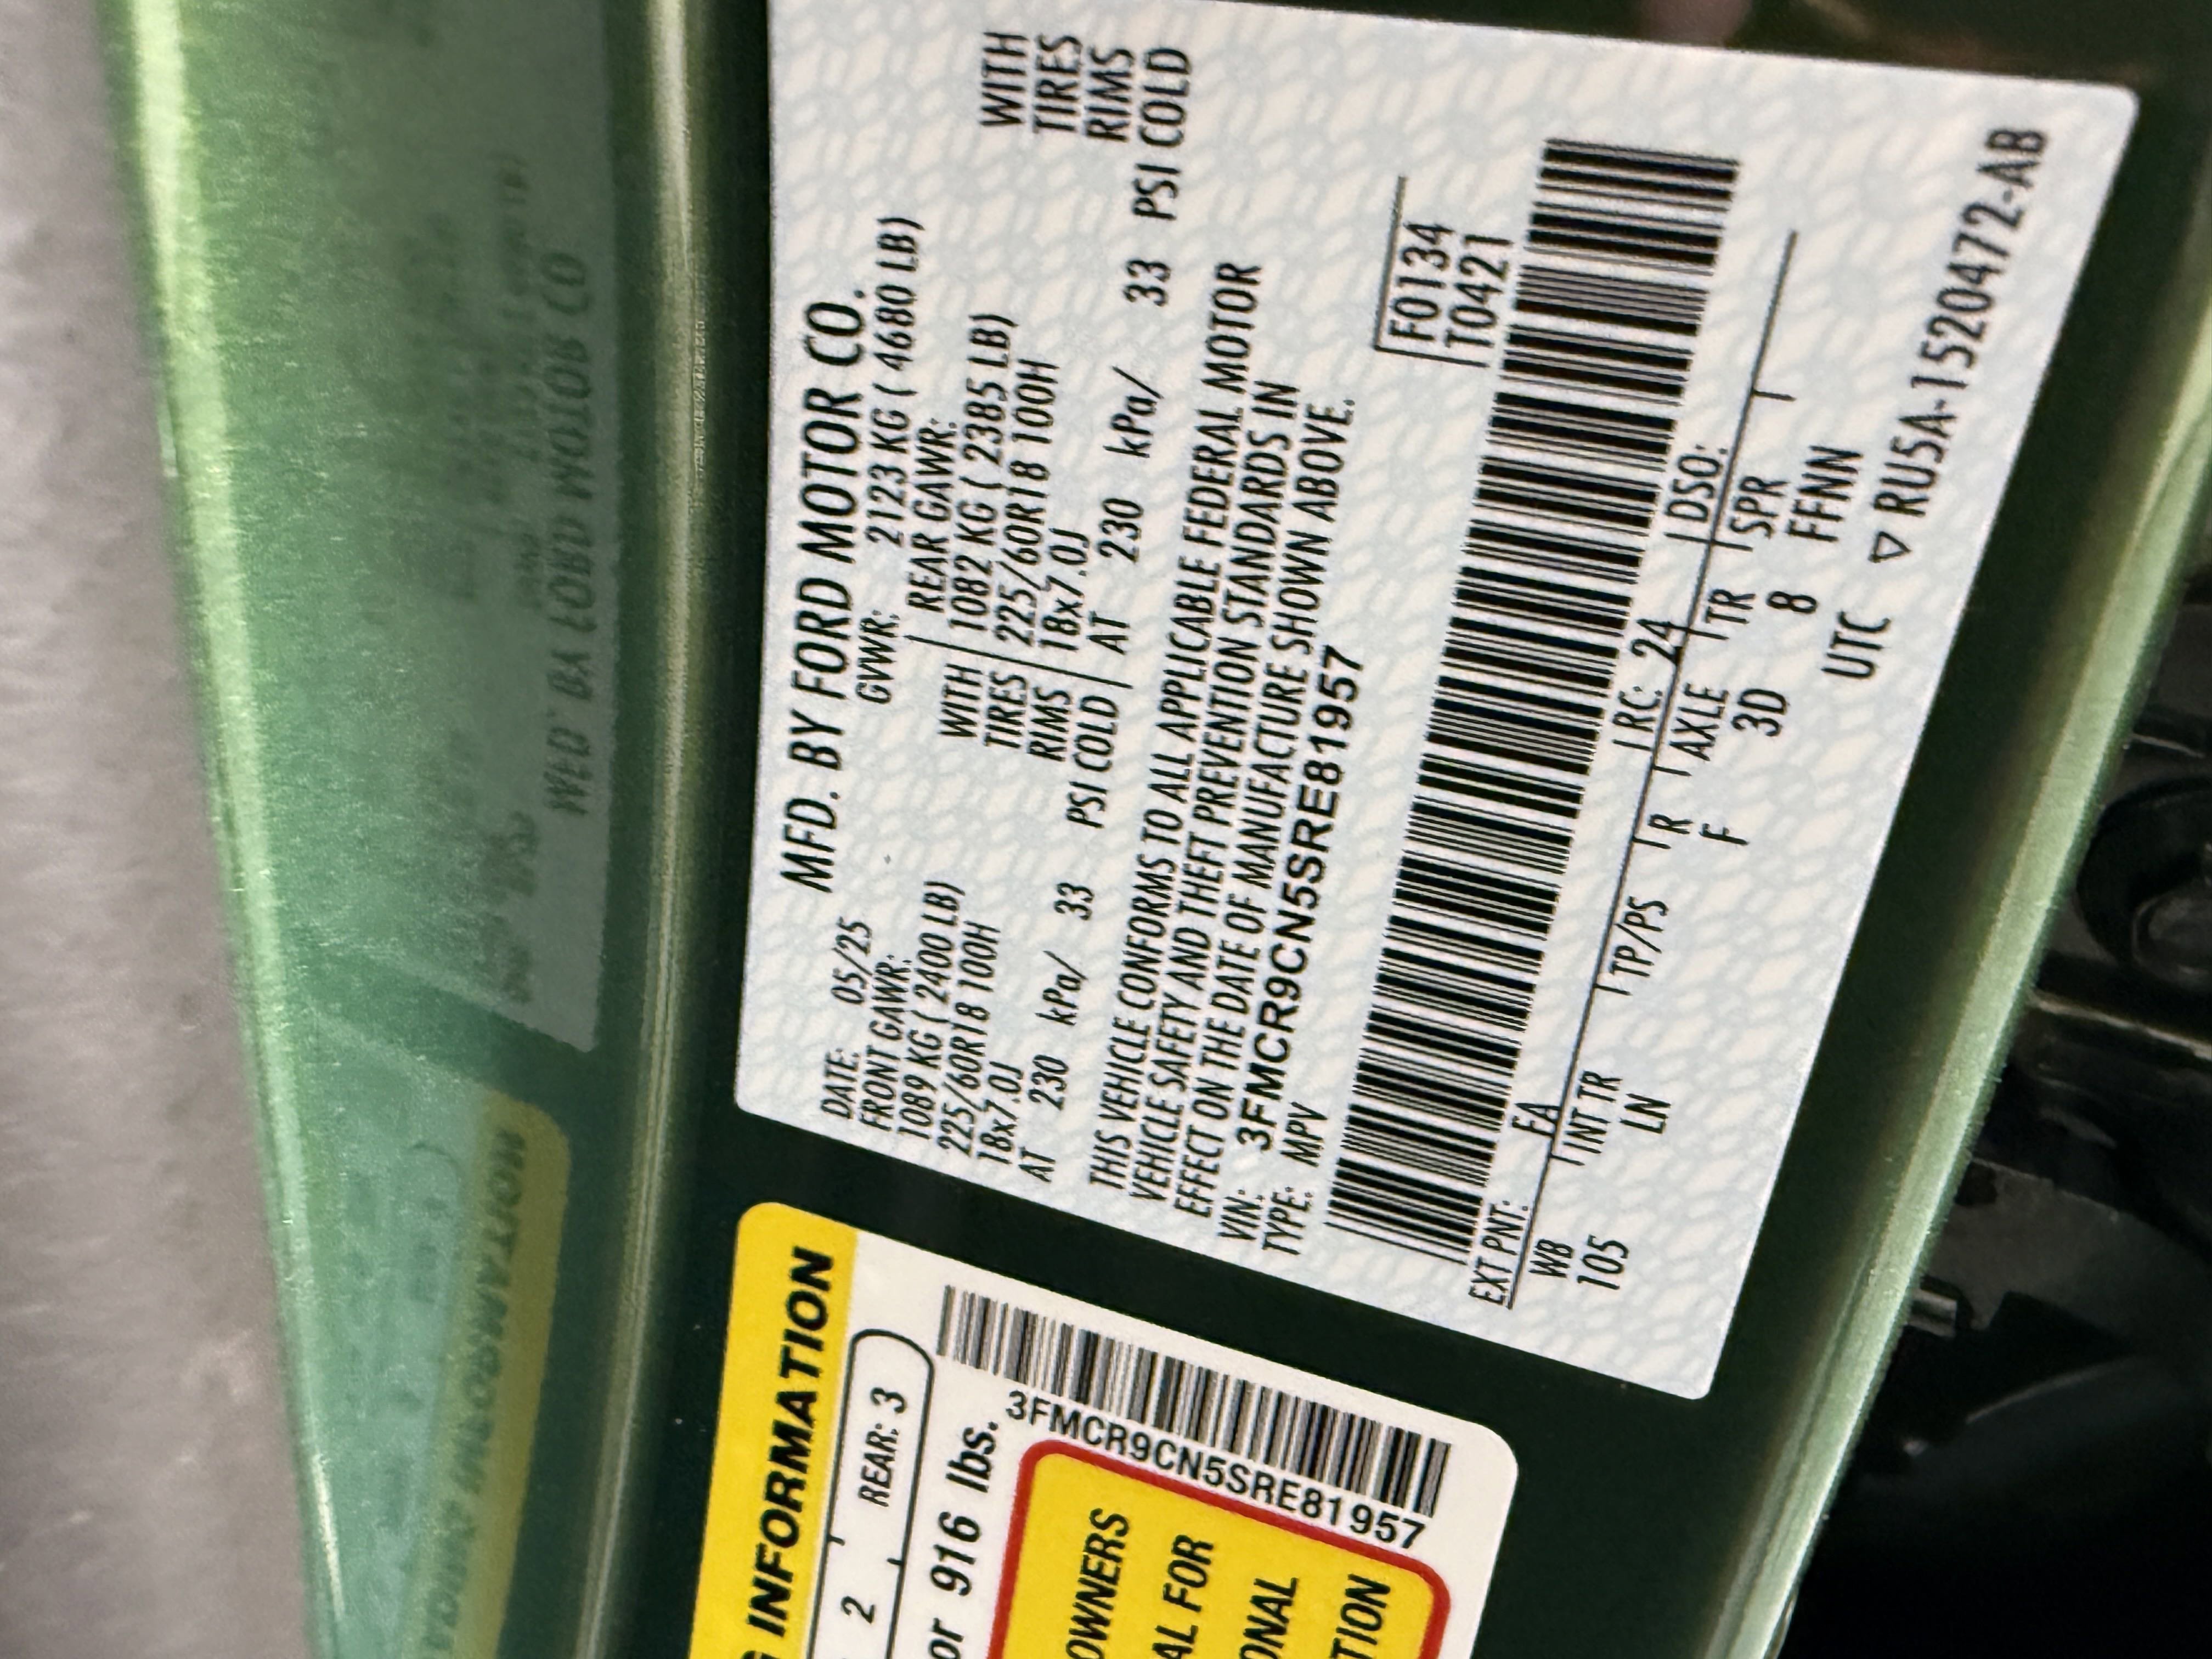 MFD. BY FORD MOTOR CO.
DATE: 05/25 GVWR: 2123 KG ( 4680 LB)
FRONT GAWR: REAR GAWR:
1089 KG ( 2400 LB) WITH 1082 KG ( 2385 LB) WITH
225/60R18 100H TIRES 225/60R18 100H TIRES
18x7.0J RIMS 18x7.0J RIMS
AT 230 kPa/ 33 PSI COLD AT 230 kPa/ 33 PSI COLD
THIS VEHICLE CONFORMS TO ALL APPLICABLE FEDERAL MOTOR
VEHICLE SAFETY AND THEFT PREVENTION STANDARDS IN
EFFECT ON THE DATE OF MANUFACTURE SHOWN ABOVE.
VIN: 3FMCR9CN5SRE81957
TYPE: MPV
F0134
T0421
EXT PNT: EA RC: 24 DSO:
WB INT TR TP/PS R AXLE TR SPR
105 LN F 3D 8 FFNN
UTC ▽ RU5A-1520472-AB
INFORMATION
2 REAR: 3
or 916 lbs.
3FMCR9CN5SRE81957
OWNERS
FOR